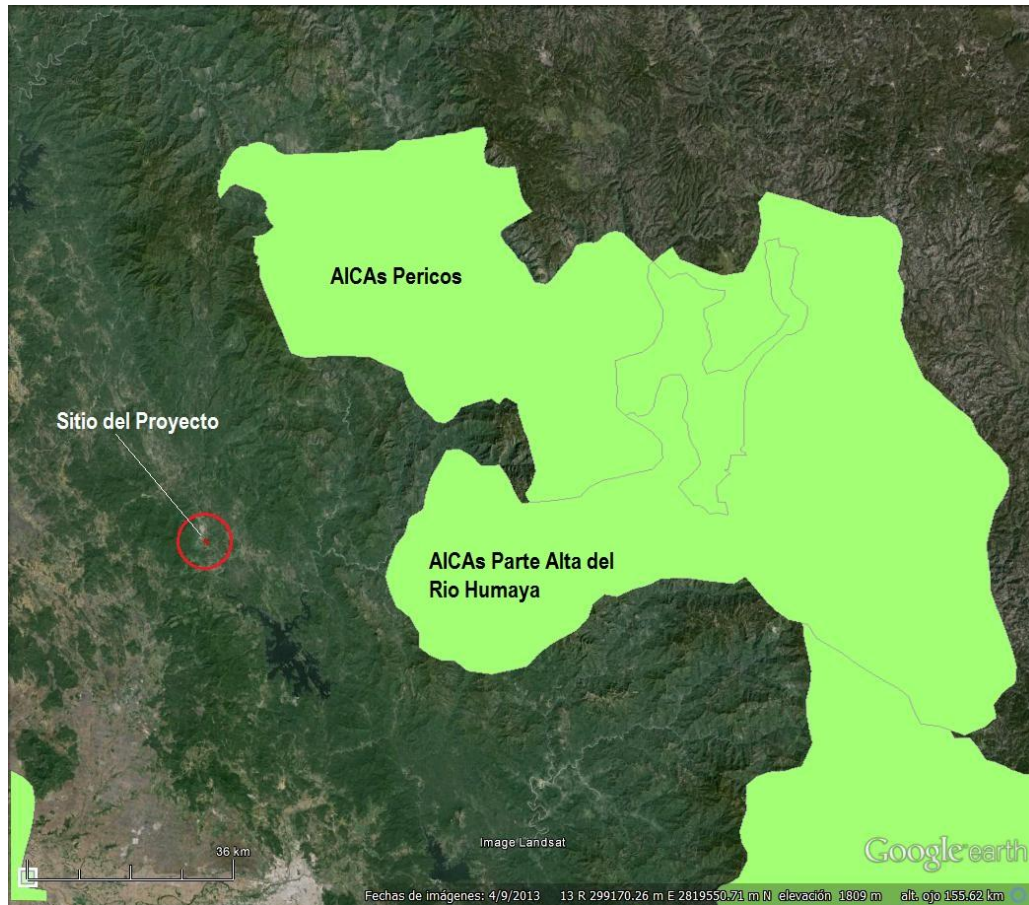 AICAs Pericos
Sitio del Proyecto
AICAs Parte Alta del
Rio Humaya
Image Landsat
36 km
Google earth
Fechas de imágenes: 4/9/2013 13 R 299170.26 m E 2819550.71 m N elevación 1809 m alt. ojo 155.62 km